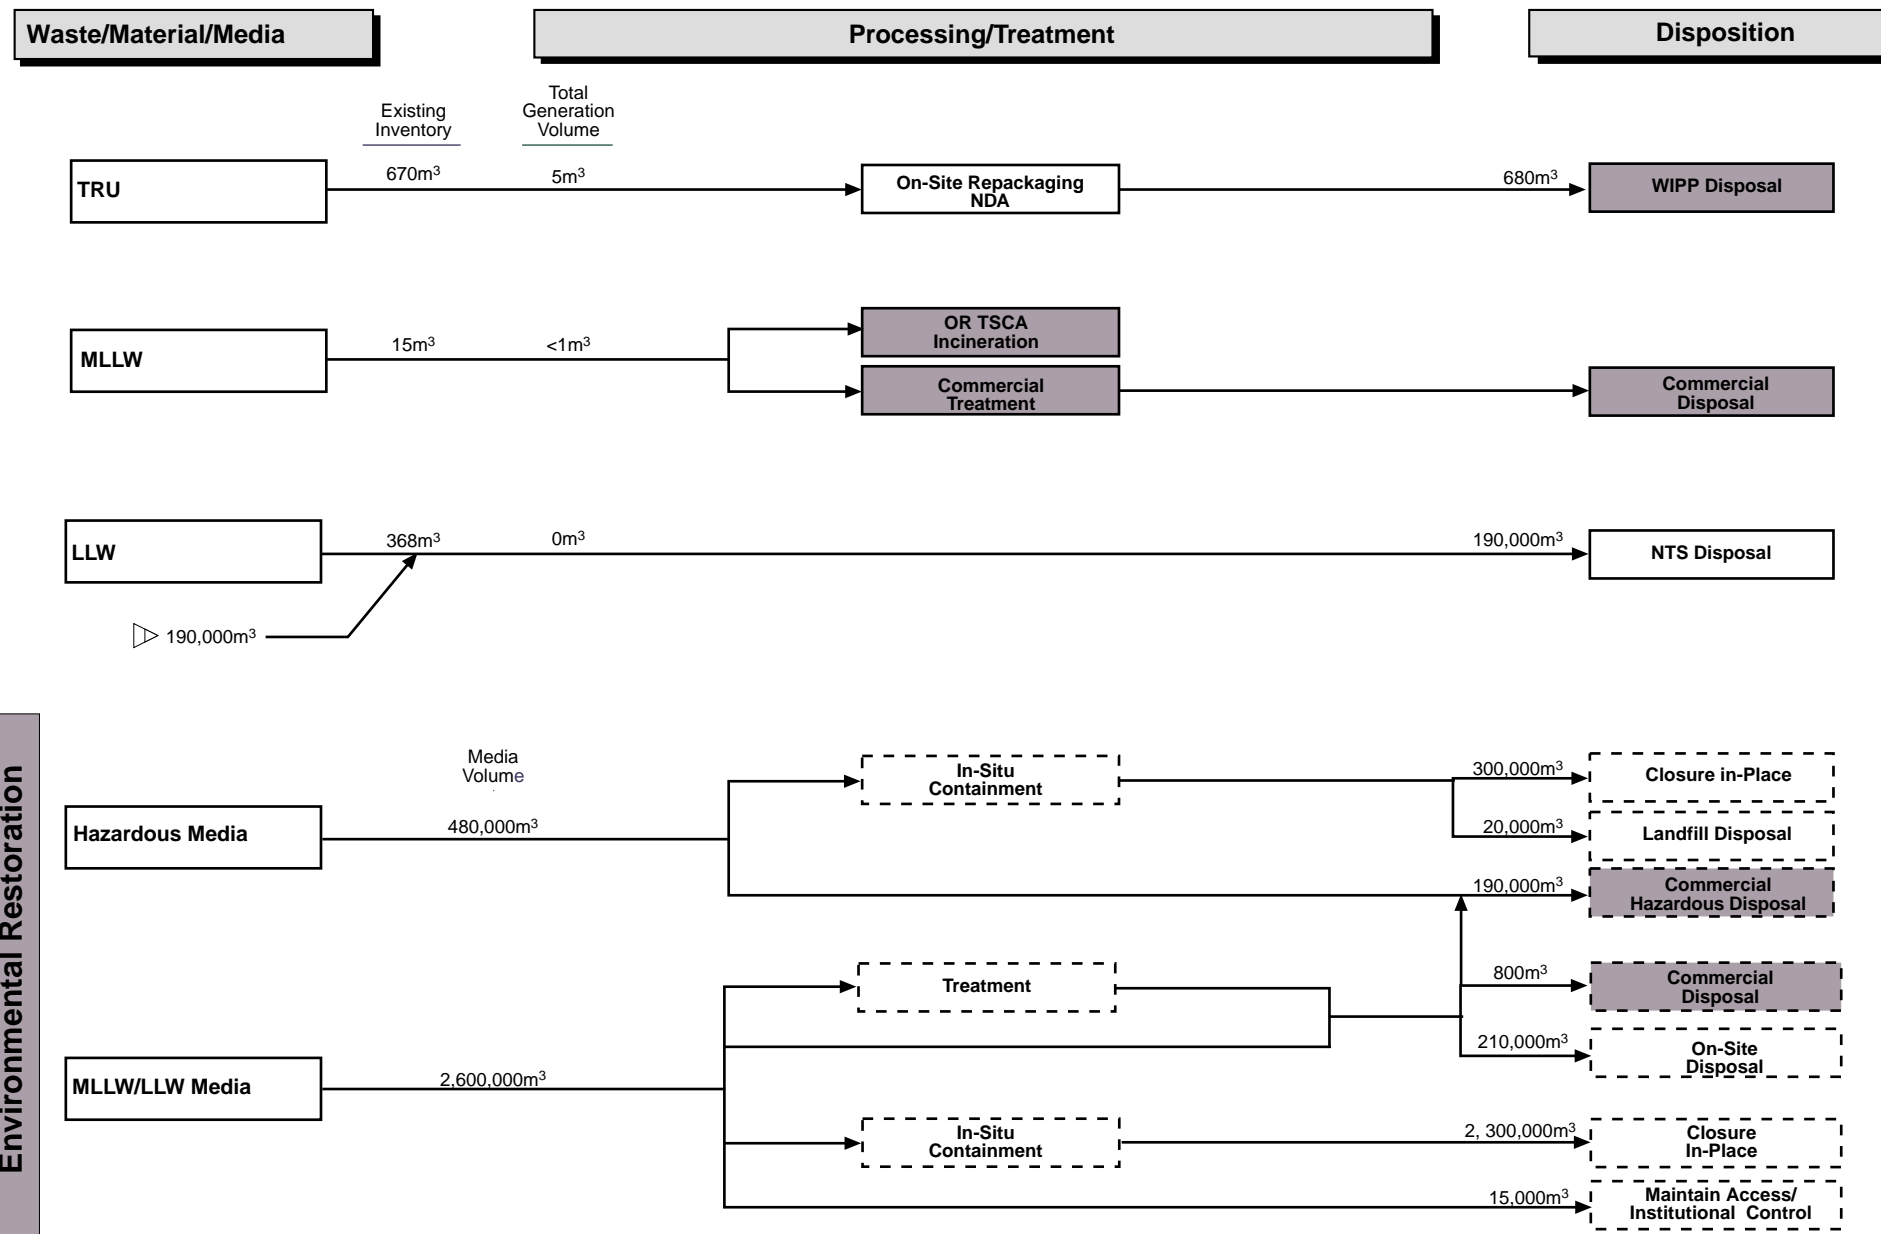 Waste/Material/Media
Processing/Treatment
Disposition
Existing
Inventory
Total
Generation
Volume
TRU
670m³
5m³
On-Site Repackaging
NDA
680m³
WIPP Disposal
MLLW
15m³
<1m³
OR TSCA
Incineration
Commercial
Treatment
Commercial
Disposal
LLW
368m³
0m³
190,000m³
NTS Disposal
190,000m³
Environmental Restoration
Media
Volume
Hazardous Media
480,000m³
In-Situ
Containment
300,000m³
Closure in-Place
20,000m³
Landfill Disposal
190,000m³
Commercial
Hazardous Disposal
MLLW/LLW Media
2,600,000m³
Treatment
800m³
Commercial
Disposal
210,000m³
On-Site
Disposal
In-Situ
Containment
2, 300,000m³
Closure
In-Place
15,000m³
Maintain Access/
Institutional Control